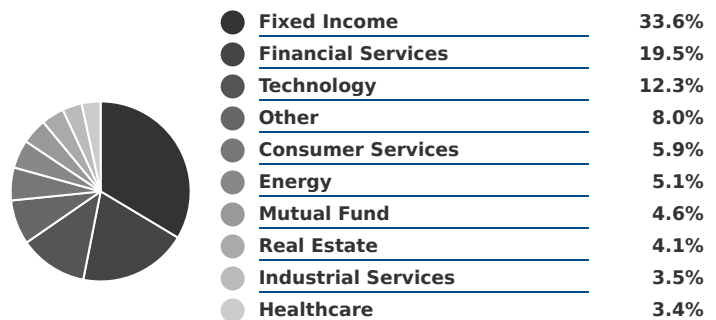 Fixed Income 33.6%
Financial Services 19.5%
Technology 12.3%
Other 8.0%
Consumer Services 5.9%
Energy 5.1%
Mutual Fund 4.6%
Real Estate 4.1%
Industrial Services 3.5%
Healthcare 3.4%